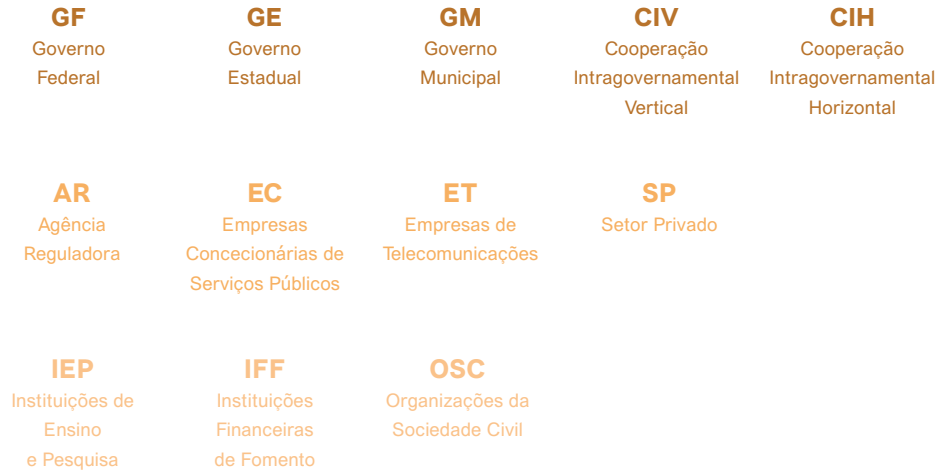 GF
Governo
Federal
GE
Governo
Estadual
GM
Governo
Municipal
CIV
Cooperação
Intragovernamental
Vertical
CIH
Cooperação
Intragovernamental
Horizontal
AR
Agência
Reguladora
EC
Empresas
Concecionárias de
Serviços Públicos
ET
Empresas de
Telecomunicações
SP
Setor Privado
IEP
Instituições de
Ensino
e Pesquisa
IFF
Instituições
Financeiras
de Fomento
OSC
Organizações da
Sociedade Civil